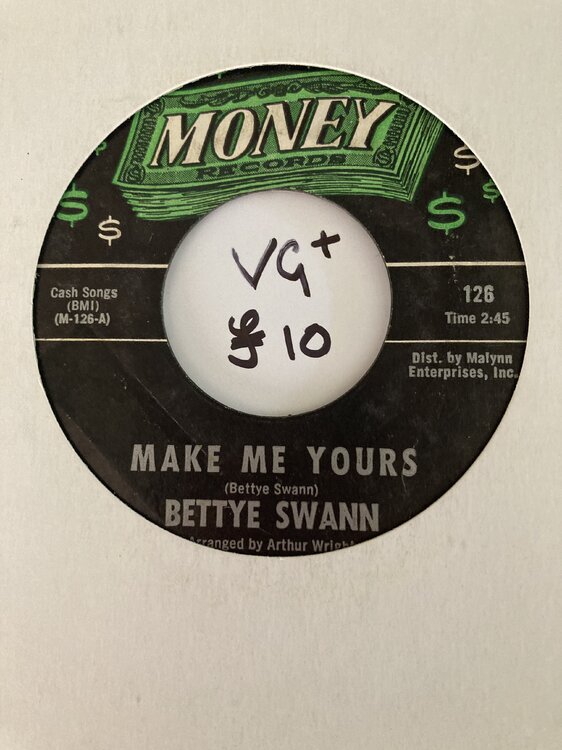 MONEY
RECORDS
$ $ $ $ $
VG+
£10
Cash Songs
(BMI)
(M-126-A)
126
Time 2:45
Dist. by Malynn
Enterprises, Inc.
MAKE ME YOURS
(Bettye Swann)
BETTYE SWANN
Arranged by Arthur Wright